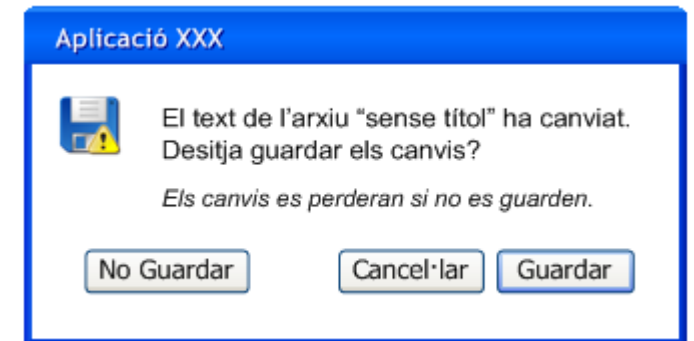 Aplicació XXX
El text de l’arxiu “sense títol” ha canviat.
Desitja guardar els canvis?
Els canvis es perderan si no es guarden.
No Guardar Cancel·lar Guardar